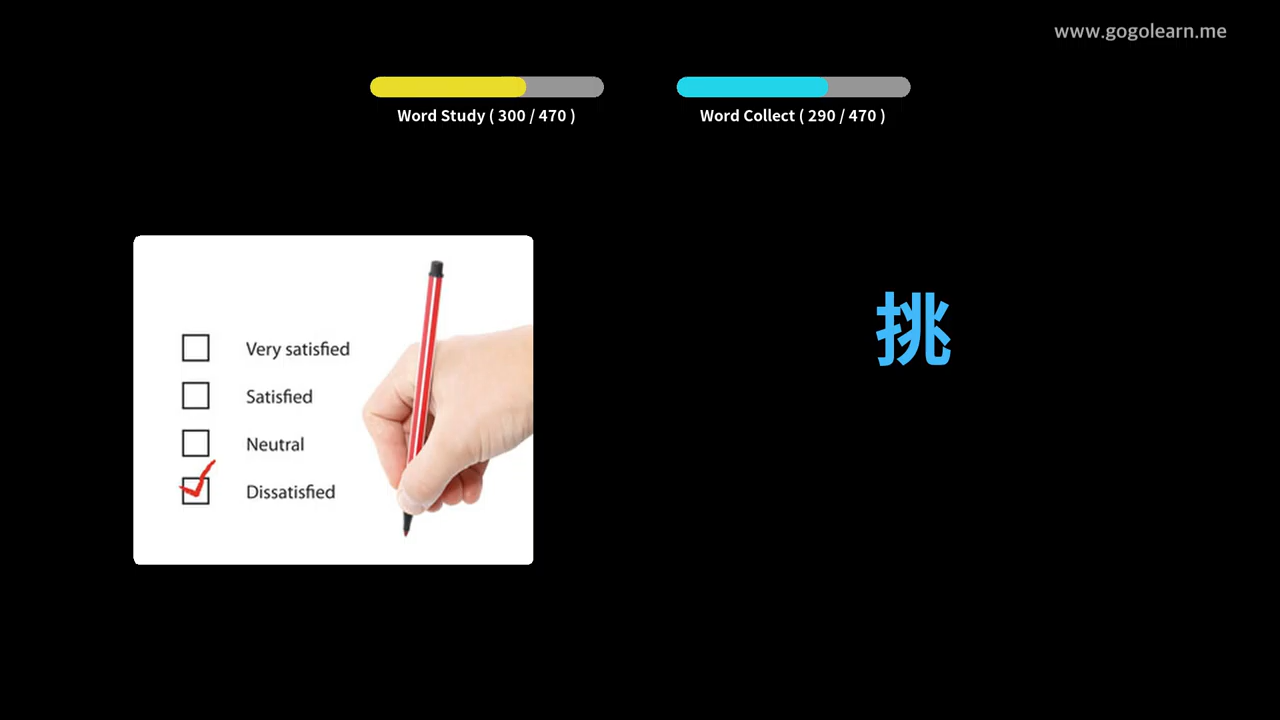 www.gogolearn.me
Word Study ( 300 / 470 )
Word Collect ( 290 / 470 )
Very satisfied
Satisfied
Neutral
Dissatisfied
挑